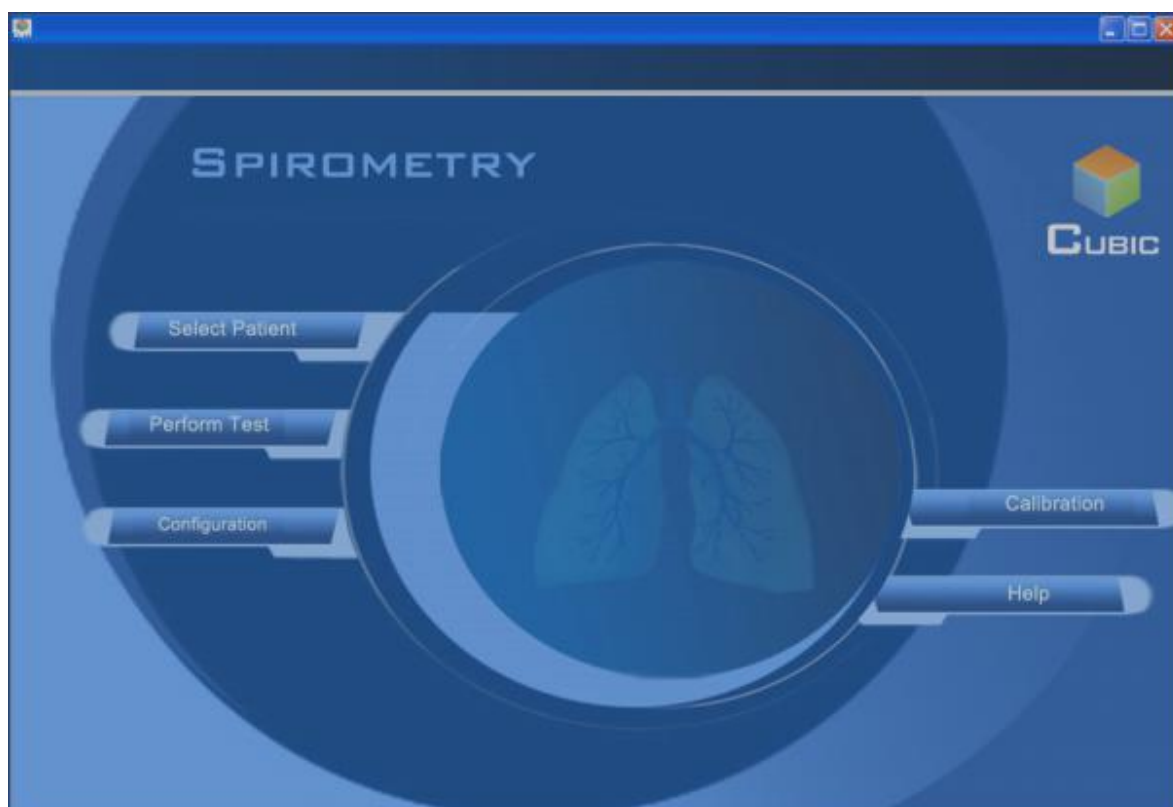 SPIROMETRY
CUBIC
Select Patient
Perform Test
Configuration
Calibration
Help